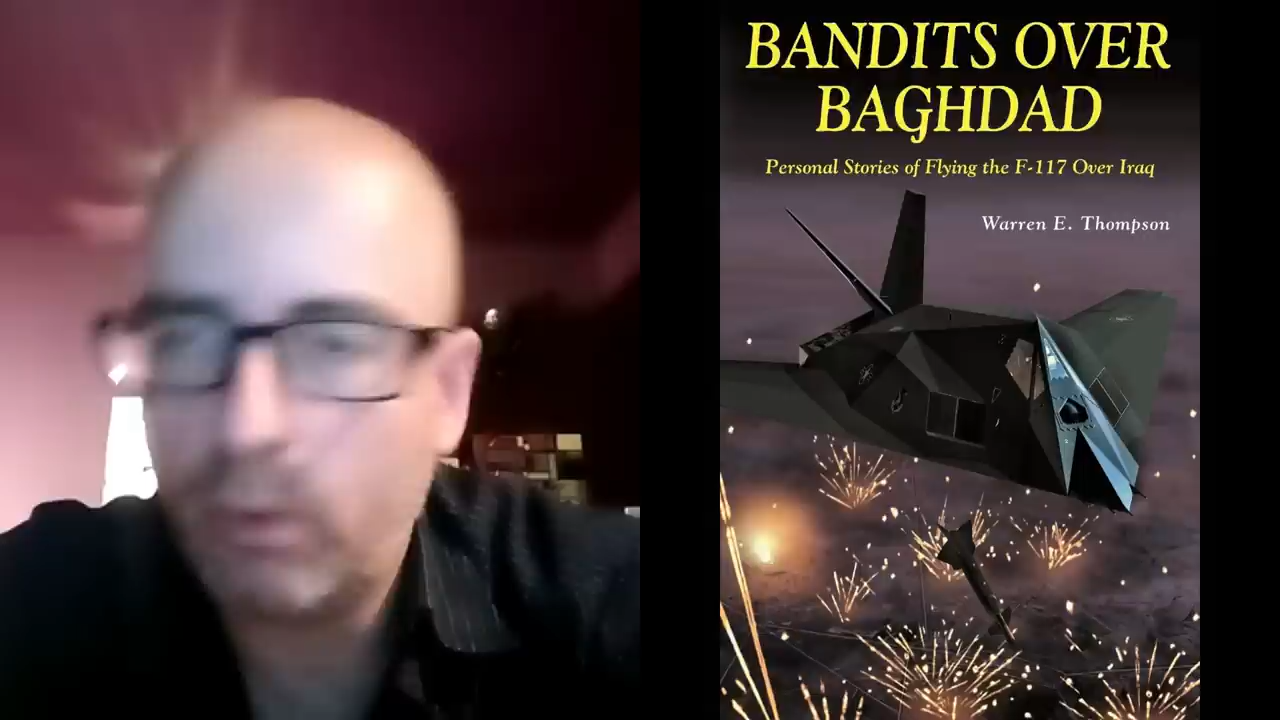 BANDITS OVER
BAGHDAD
Personal Stories of Flying the F-117 Over Iraq
Warren E. Thompson